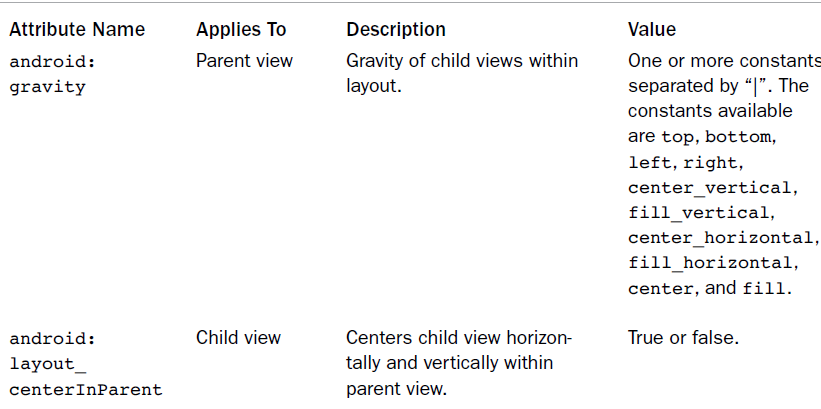 Attribute Name Applies To Description Value
android: Parent view Gravity of child views within One or more constants
gravity layout. separated by “|”. The
constants available
are top, bottom,
left, right,
center_vertical,
fill_vertical,
center_horizontal,
fill_horizontal,
center, and fill.
android: Child view Centers child view horizon- True or false.
layout_ tally and vertically within
centerInParent parent view.